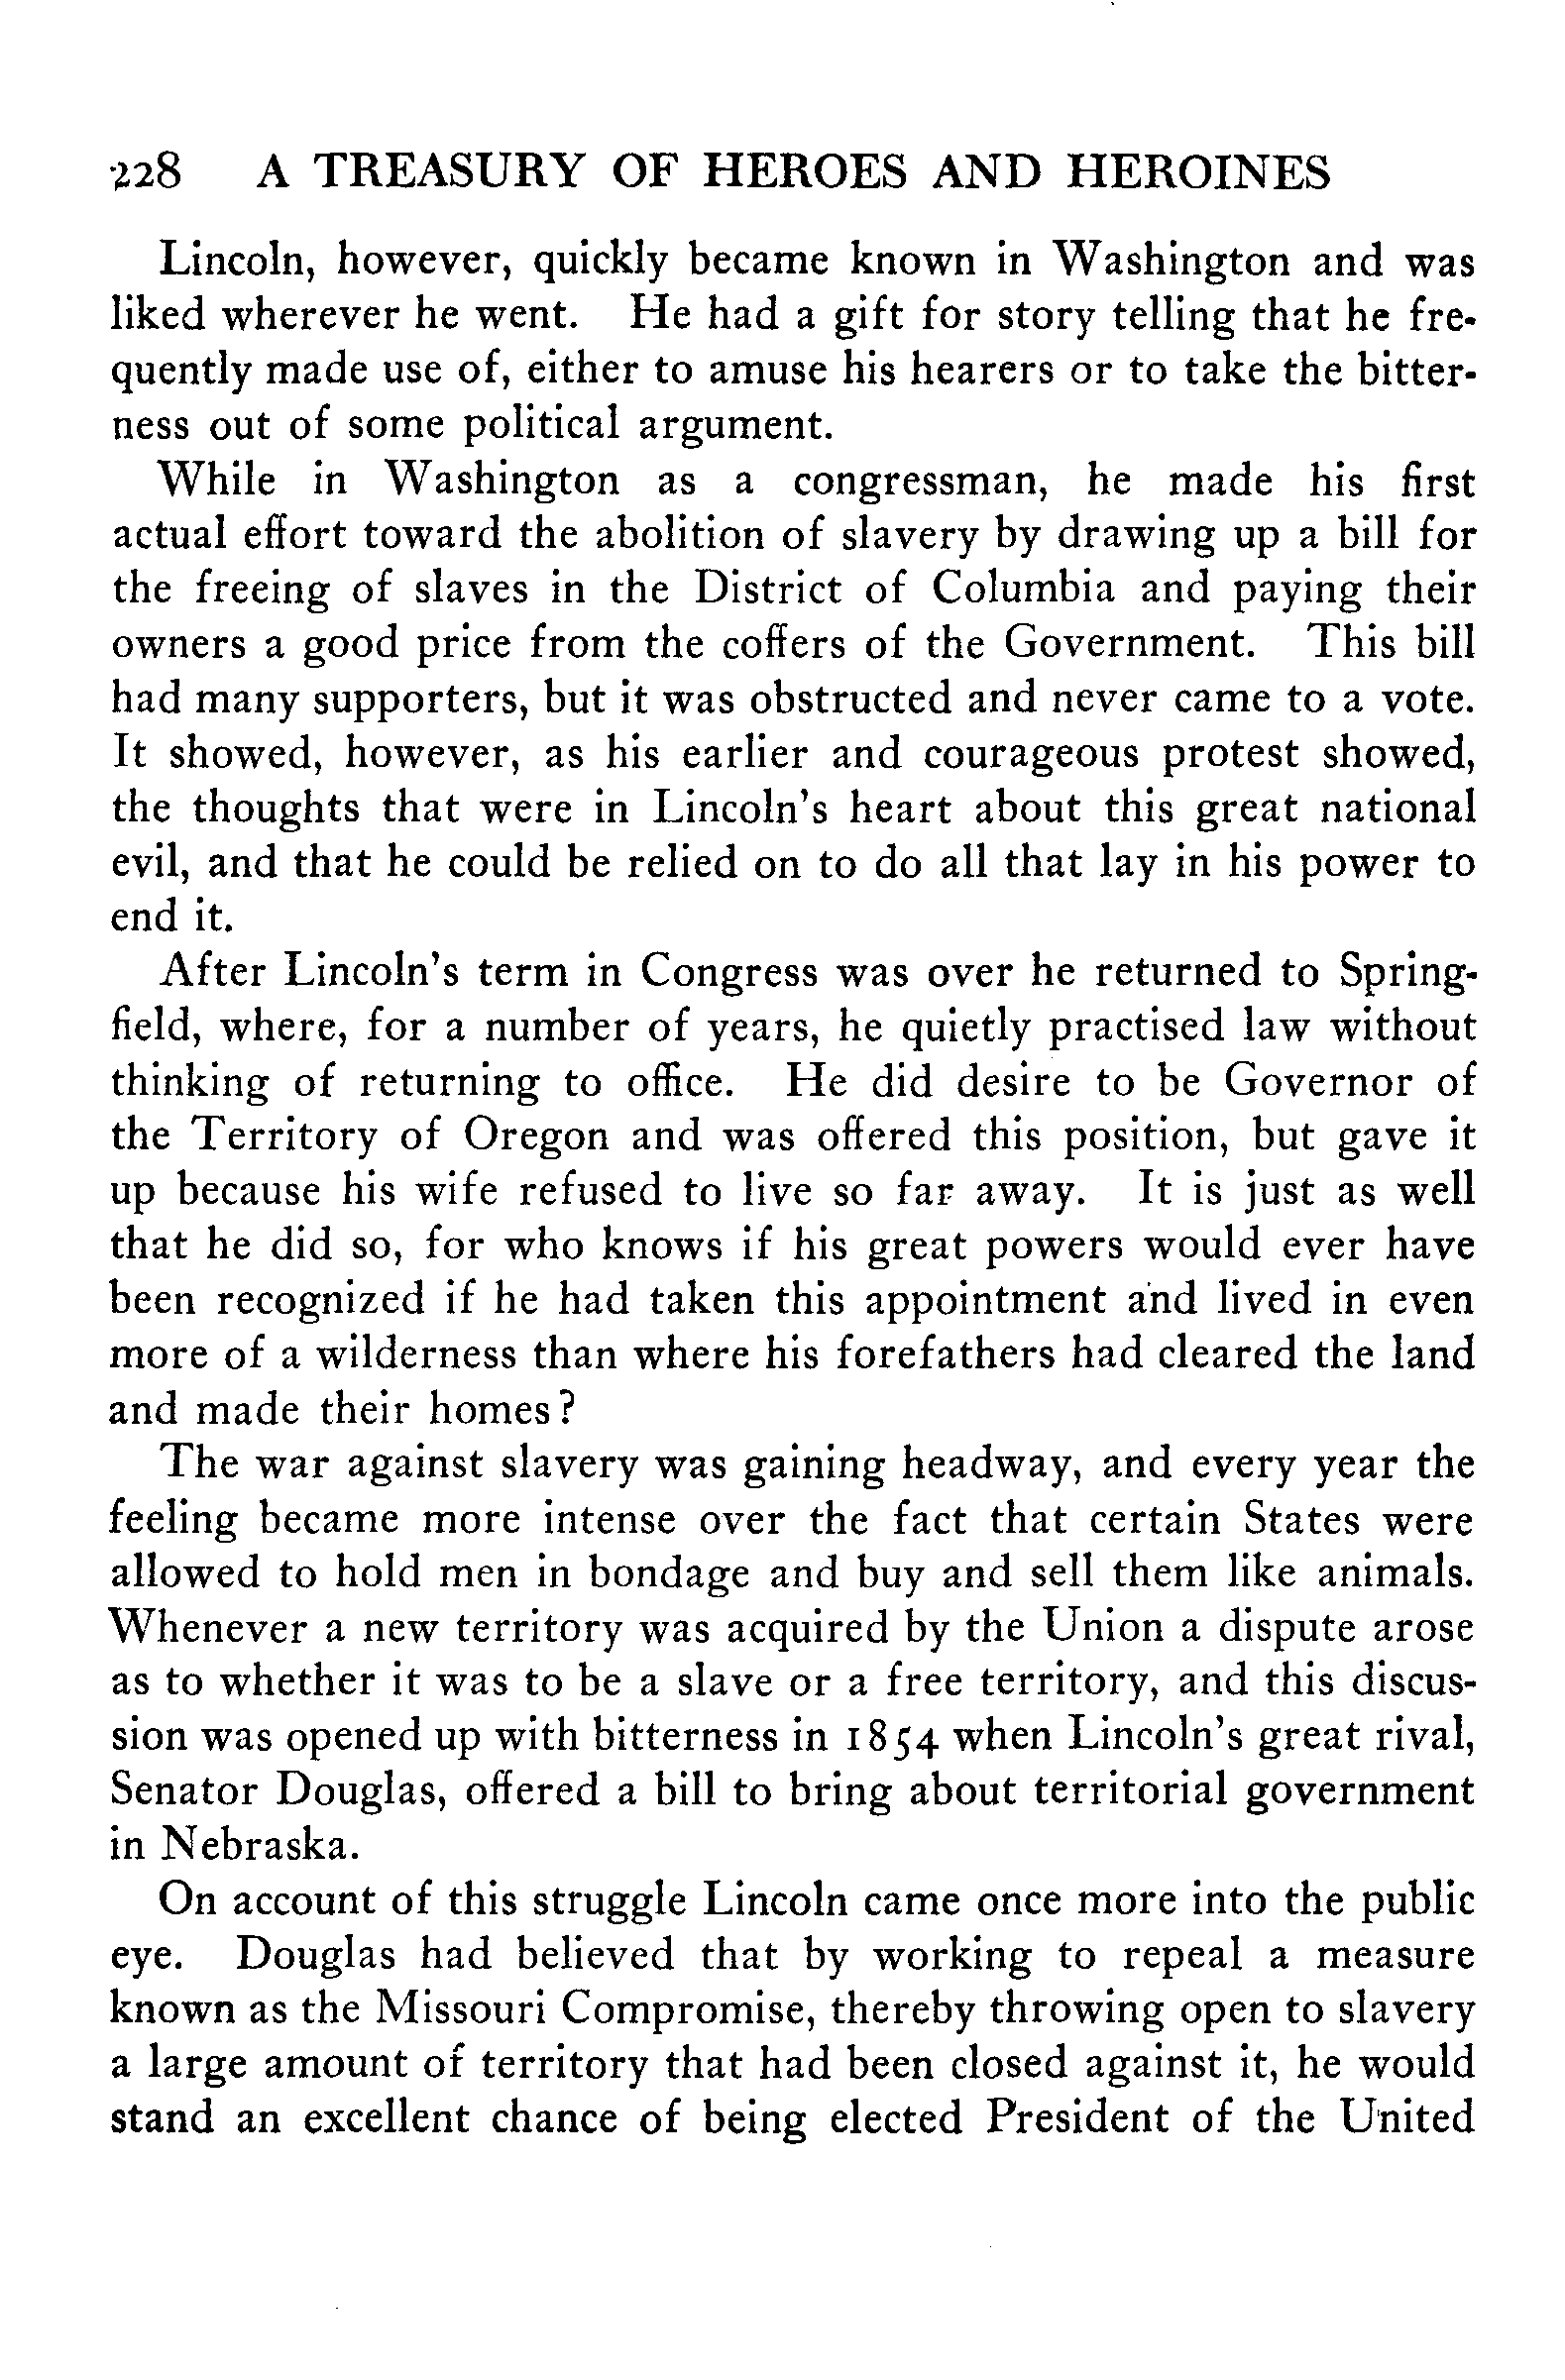 228 A TREASURY OF HEROES AND HEROINES
Lincoln, however, quickly became known in Washington and was
liked wherever he went. He had a gift for story telling that he fre-
quently made use of, either to amuse his hearers or to take the bitter-
ness out of some political argument.
While in Washington as a congressman, he made his first
actual effort toward the abolition of slavery by drawing up a bill for
the freeing of slaves in the District of Columbia and paying their
owners a good price from the coffers of the Government. This bill
had many supporters, but it was obstructed and never came to a vote.
It showed, however, as his earlier and courageous protest showed,
the thoughts that were in Lincoln's heart about this great national
evil, and that he could be relied on to do all that lay in his power to
end it.
After Lincoln's term in Congress was over he returned to Spring-
field, where, for a number of years, he quietly practised law without
thinking of returning to office. He did desire to be Governor of
the Territory of Oregon and was offered this position, but gave it
up because his wife refused to live so far away. It is just as well
that he did so, for who knows if his great powers would ever have
been recognized if he had taken this appointment and lived in even
more of a wilderness than where his forefathers had cleared the land
and made their homes?
The war against slavery was gaining headway, and every year the
feeling became more intense over the fact that certain States were
allowed to hold men in bondage and buy and sell them like animals.
Whenever a new territory was acquired by the Union a dispute arose
as to whether it was to be a slave or a free territory, and this discus-
sion was opened up with bitterness in 1854 when Lincoln's great rival,
Senator Douglas, offered a bill to bring about territorial government
in Nebraska.
On account of this struggle Lincoln came once more into the public
eye. Douglas had believed that by working to repeal a measure
known as the Missouri Compromise, thereby throwing open to slavery
a large amount of territory that had been closed against it, he would
stand an excellent chance of being elected President of the United